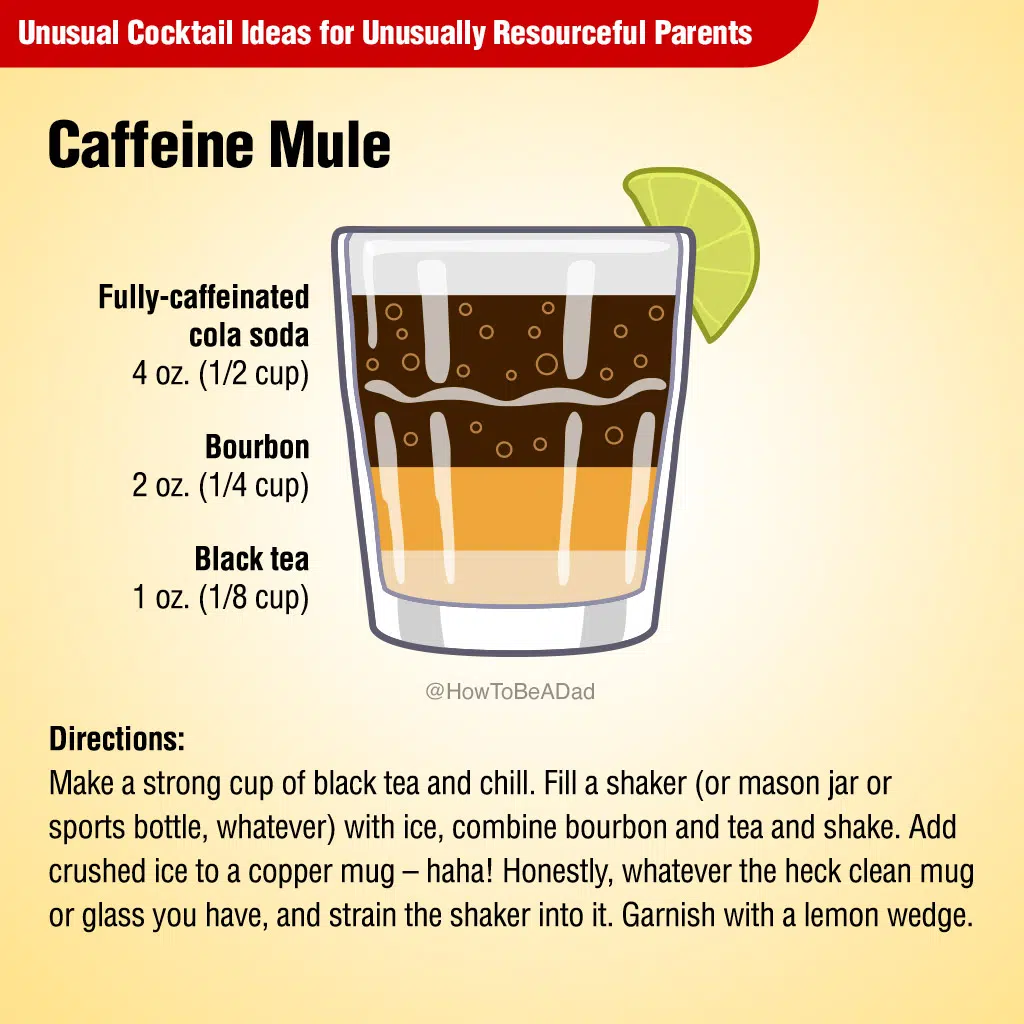 Unusual Cocktail Ideas for Unusually Resourceful Parents
Caffeine Mule
Fully-caffeinated
cola soda
4 oz. (1/2 cup)
Bourbon
2 oz. (1/4 cup)
Black tea
1 oz. (1/8 cup)
@HowToBeADad
Directions:
Make a strong cup of black tea and chill. Fill a shaker (or mason jar or
sports bottle, whatever) with ice, combine bourbon and tea and shake. Add
crushed ice to a copper mug – haha! Honestly, whatever the heck clean mug
or glass you have, and strain the shaker into it. Garnish with a lemon wedge.